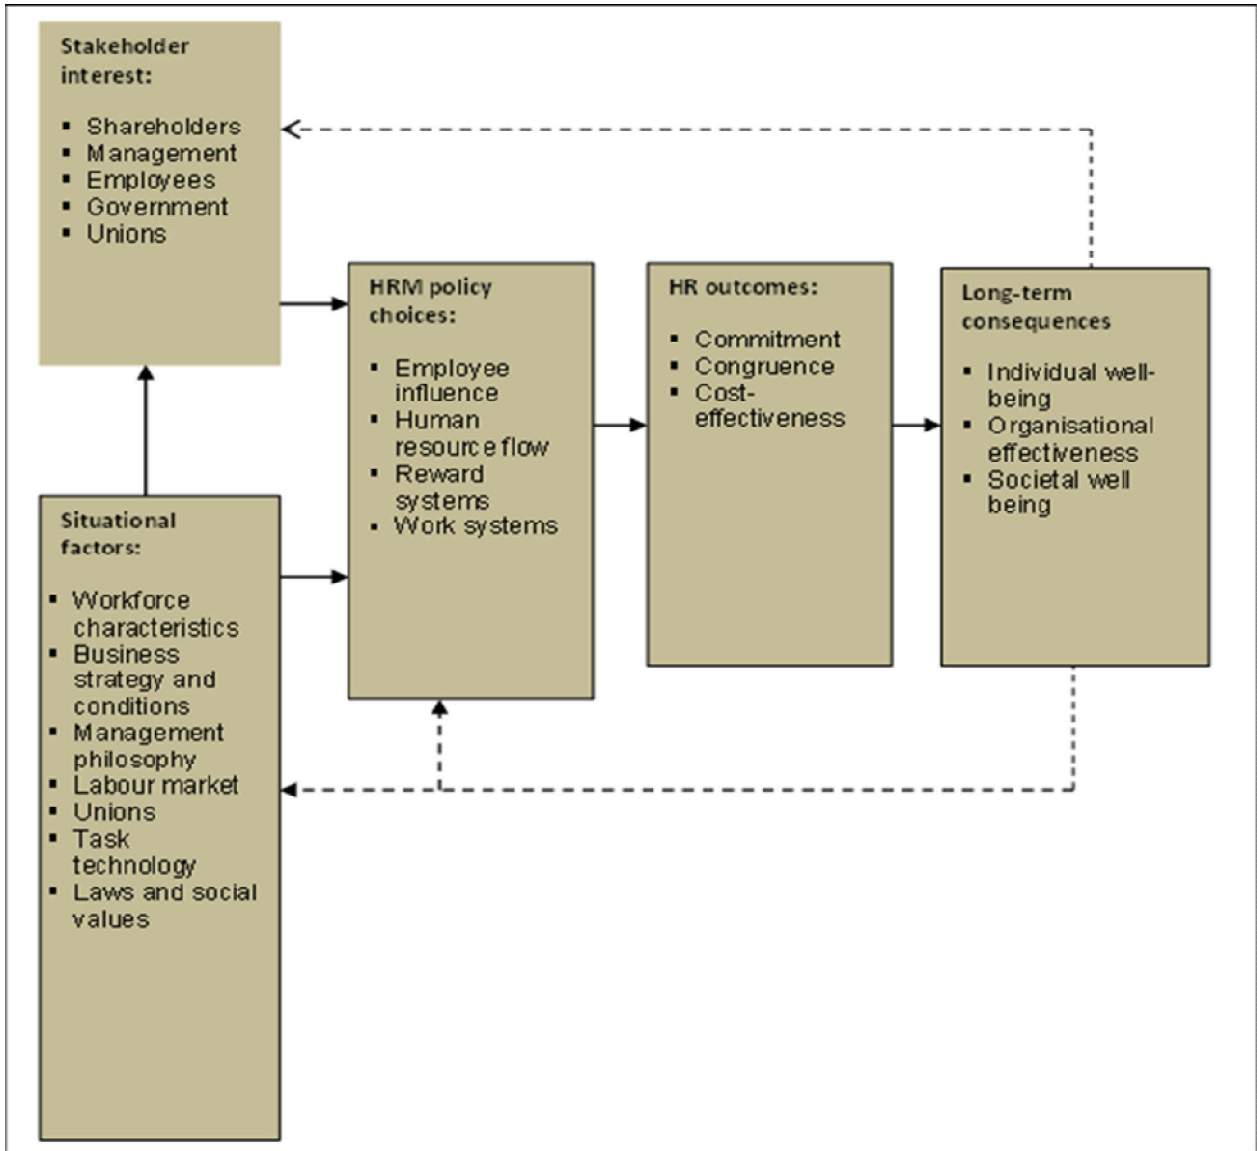 Stakeholder
interest:
▪ Shareholders
▪ Management
▪ Employees
▪ Government
▪ Unions
HRM policy
choices:
▪ Employee
influence
▪ Human
resource flow
▪ Reward
systems
▪ Work systems
HR outcomes:
▪ Commitment
▪ Congruence
▪ Cost-
effectiveness
Long-term
consequences
▪ Individual well-
being
▪ Organisational
effectiveness
▪ Societal well
being
Situational
factors:
▪ Workforce
characteristics
▪ Business
strategy and
conditions
▪ Management
philosophy
▪ Labour market
▪ Unions
▪ Task
technology
▪ Laws and social
values